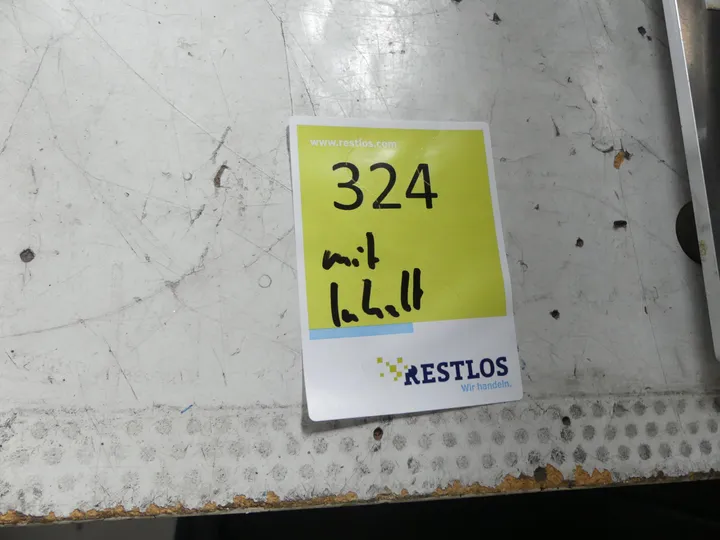 www.restlos.com
324
mit
Inhalt
RESTLOS
Wir handeln.